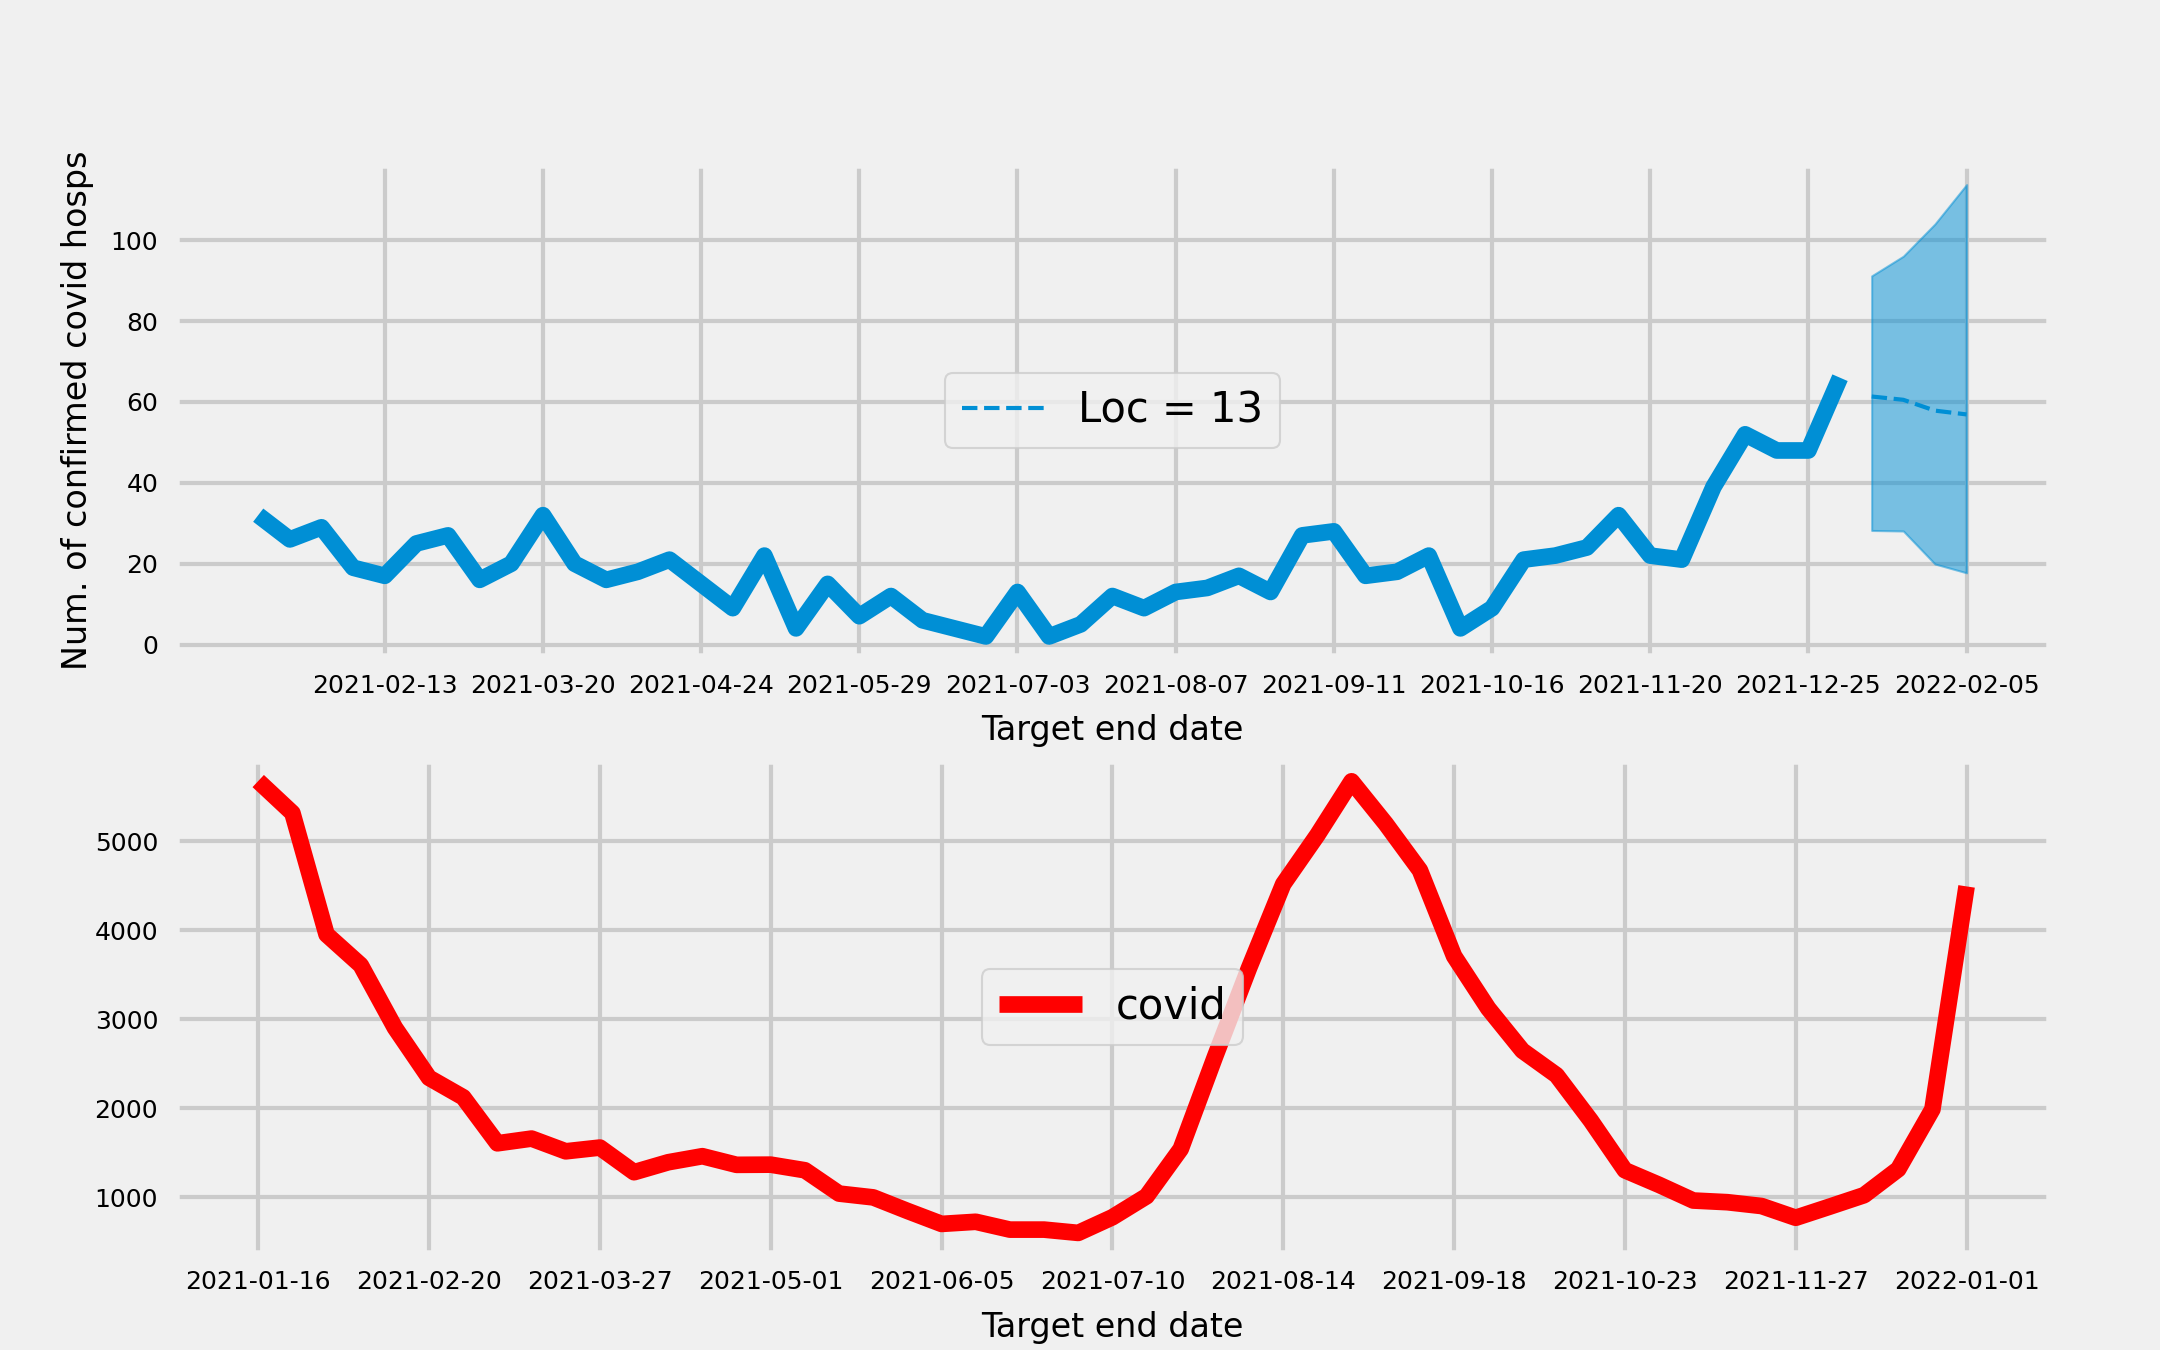 Num. of confirmed covid hosps
100
80
60
40
20
0
Loc = 13
2021-02-13 2021-03-20 2021-04-24 2021-05-29 2021-07-03 2021-08-07 2021-09-11 2021-10-16 2021-11-20 2021-12-25 2022-02-05
Target end date
5000
4000
3000
2000
1000
covid
2021-01-16 2021-02-20 2021-03-27 2021-05-01 2021-06-05 2021-07-10 2021-08-14 2021-09-18 2021-10-23 2021-11-27 2022-01-01
Target end date